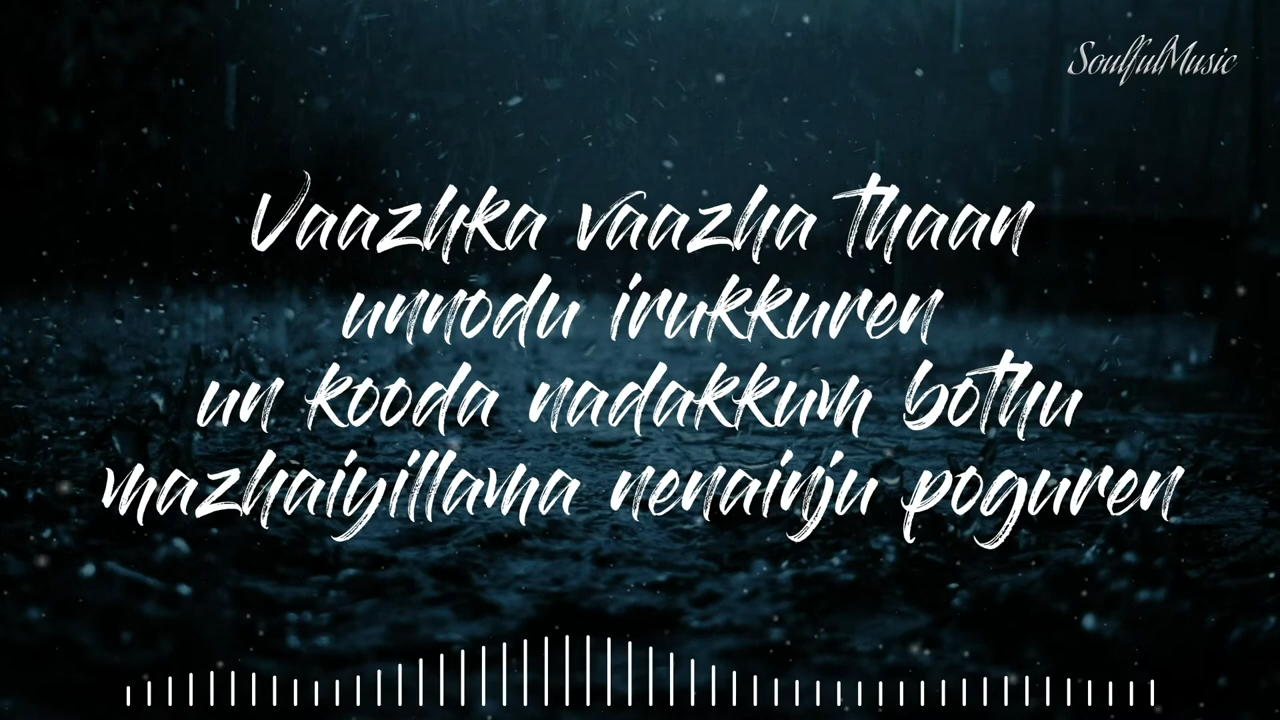 SoulfulMusic
Vaazhka vaazha thaan
unnodu irukkuren
un kooda nadakkum bothu
mazhaiyillama nenainju poguren